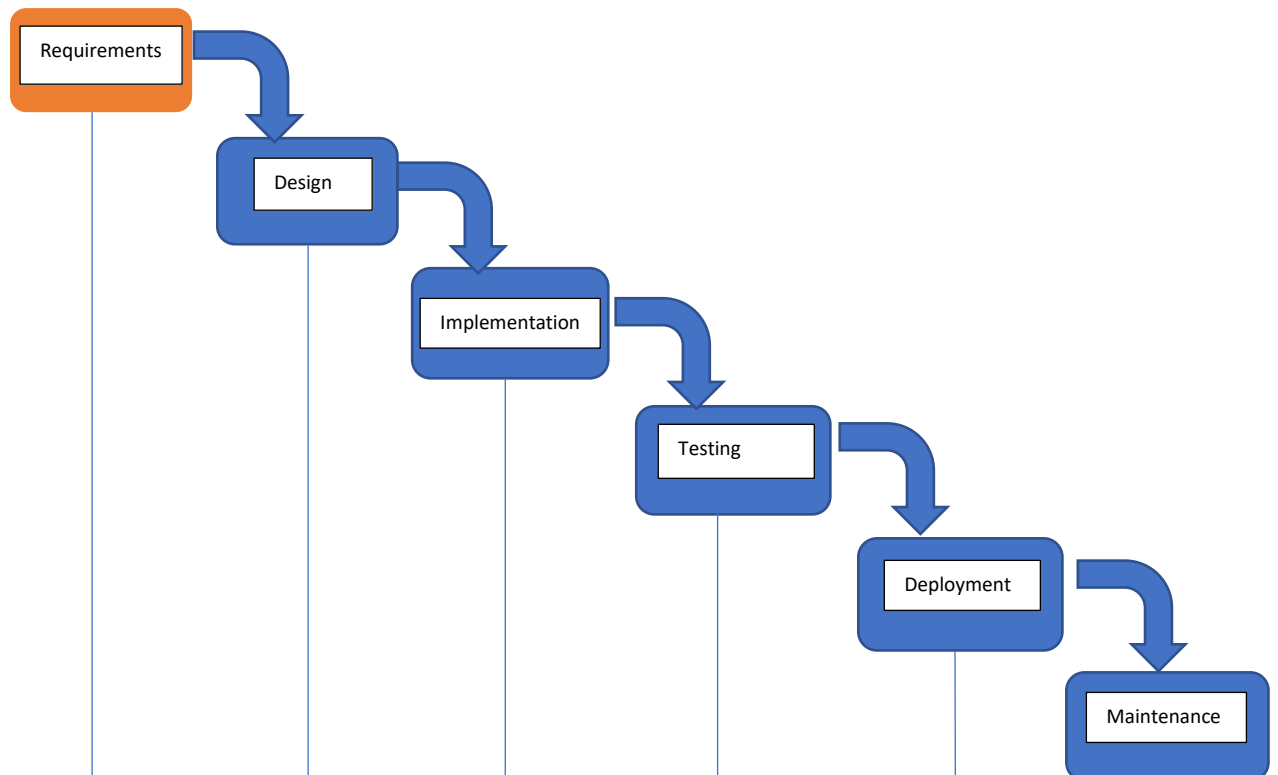 Requirements
Design
Implementation
Testing
Deployment
Maintenance